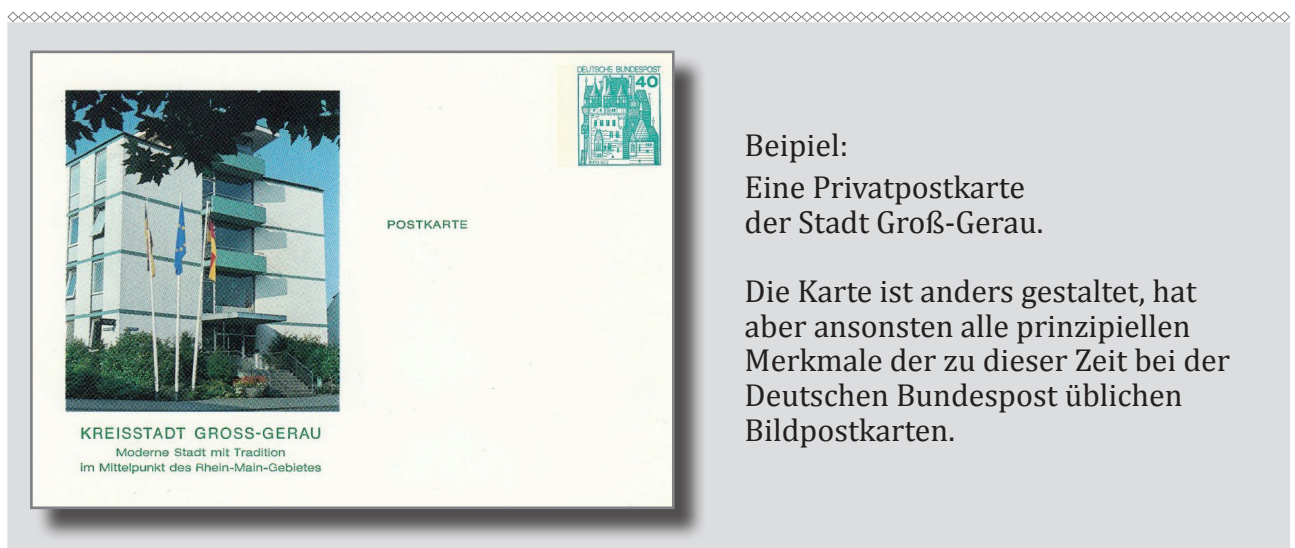 DEUTSCHE BUNDESPOST
40
POSTKARTE
KREISSTADT GROSS-GERAU
Moderne Stadt mit Tradition
im Mittelpunkt des Rhein-Main-Gebietes
Beipiel:
Eine Privatpostkarte
der Stadt Groß-Gerau.
Die Karte ist anders gestaltet, hat
aber ansonsten alle prinzipiellen
Merkmale der zu dieser Zeit bei der
Deutschen Bundespost üblichen
Bildpostkarten.